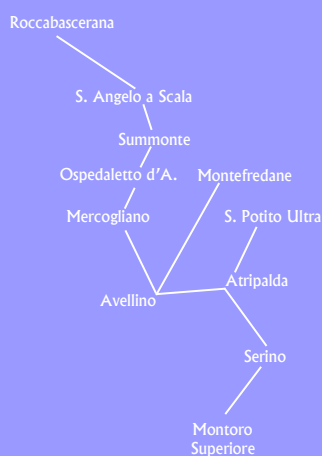 Roccabascerana
S. Angelo a Scala
Summonte
Ospedaletto d'A.
Montefredane
Mercogliano
S. Potito Ultra
Atripalda
Avellino
Serino
Montoro
Superiore